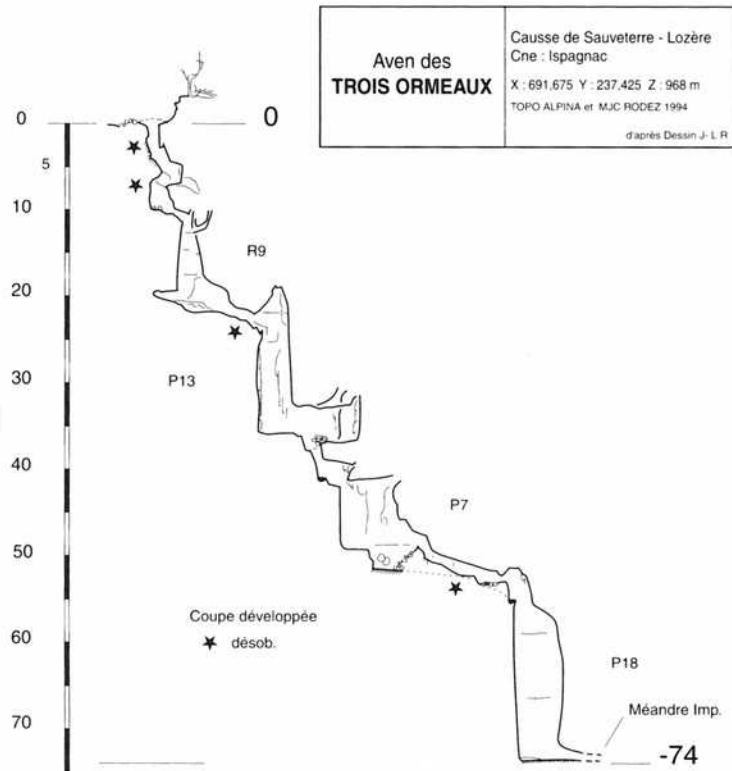 Aven des
TROIS ORMEAUX
Causse de Sauveterre - Lozère
Cne : Ispagnac
X : 691,675 Y : 237,425 Z : 968 m
TOPO ALPINA et MJC RODEZ 1994
d'après Dessin J- L R
0
0
5
10
R9
20
P13
30
40
P7
50
Coupe développée
désob.
60
P18
Méandre Imp.
70
-74